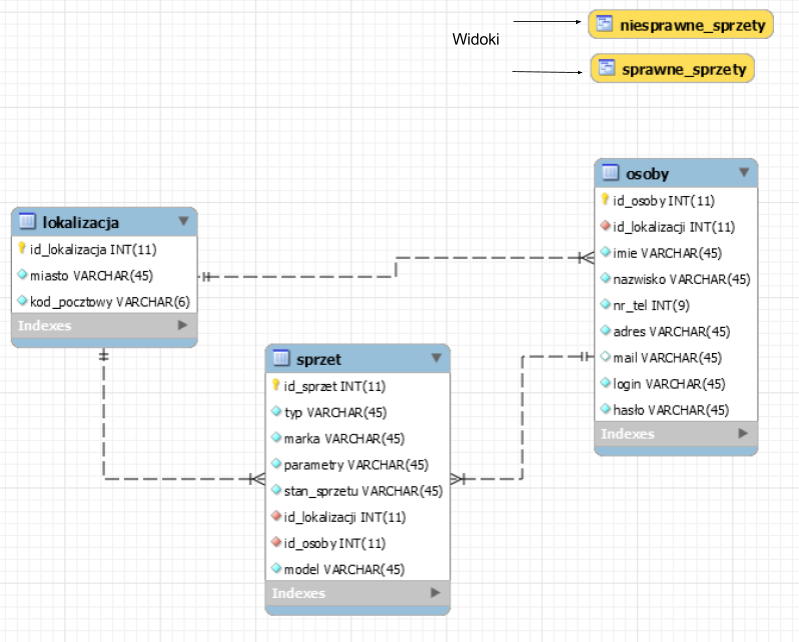 niesprawne_sprzety
Widoki
sprawne_sprzety
osoby
id_osoby INT(11)
id_lokalizacji INT(11)
imie VARCHAR(45)
nazwisko VARCHAR(45)
nr_tel INT(9)
adres VARCHAR(45)
mail VARCHAR(45)
login VARCHAR(45)
hasło VARCHAR(45)
Indexes
lokalizacja
id_lokalizacja INT(11)
miasto VARCHAR(45)
kod_pocztowy VARCHAR(6)
Indexes
sprzet
id_sprzet INT(11)
typ VARCHAR(45)
marka VARCHAR(45)
parametry VARCHAR(45)
stan_sprzetu VARCHAR(45)
id_lokalizacji INT(11)
id_osoby INT(11)
model VARCHAR(45)
Indexes